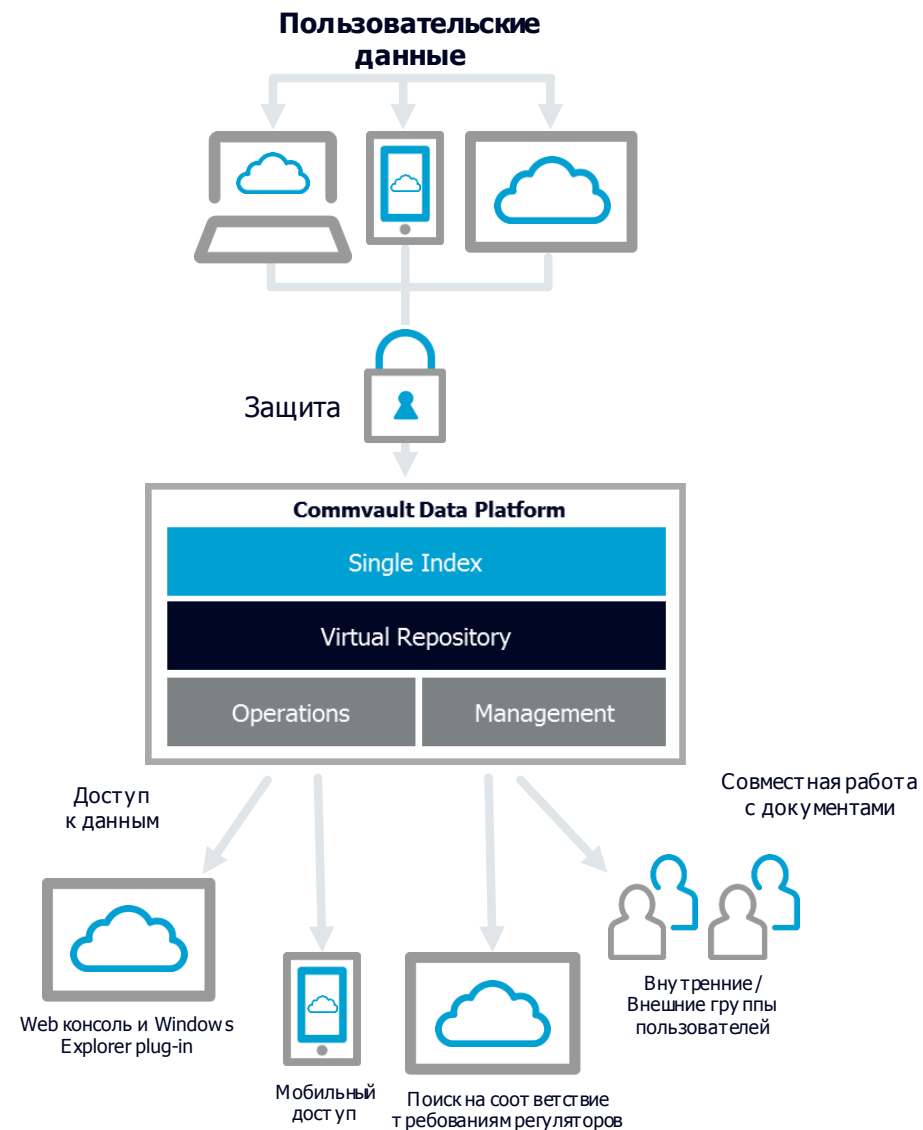 Пользовательские
данные
Защита
Commvault Data Platform
Single Index
Virtual Repository
Operations
Management
Доступ
к данным
Совместная работа
с документами
Web консоль и Windows
Explorer plug-in
Мобильный
доступ
Поиск на соответствие
требованиям регуляторов
Внутренние/
Внешние группы
пользователей